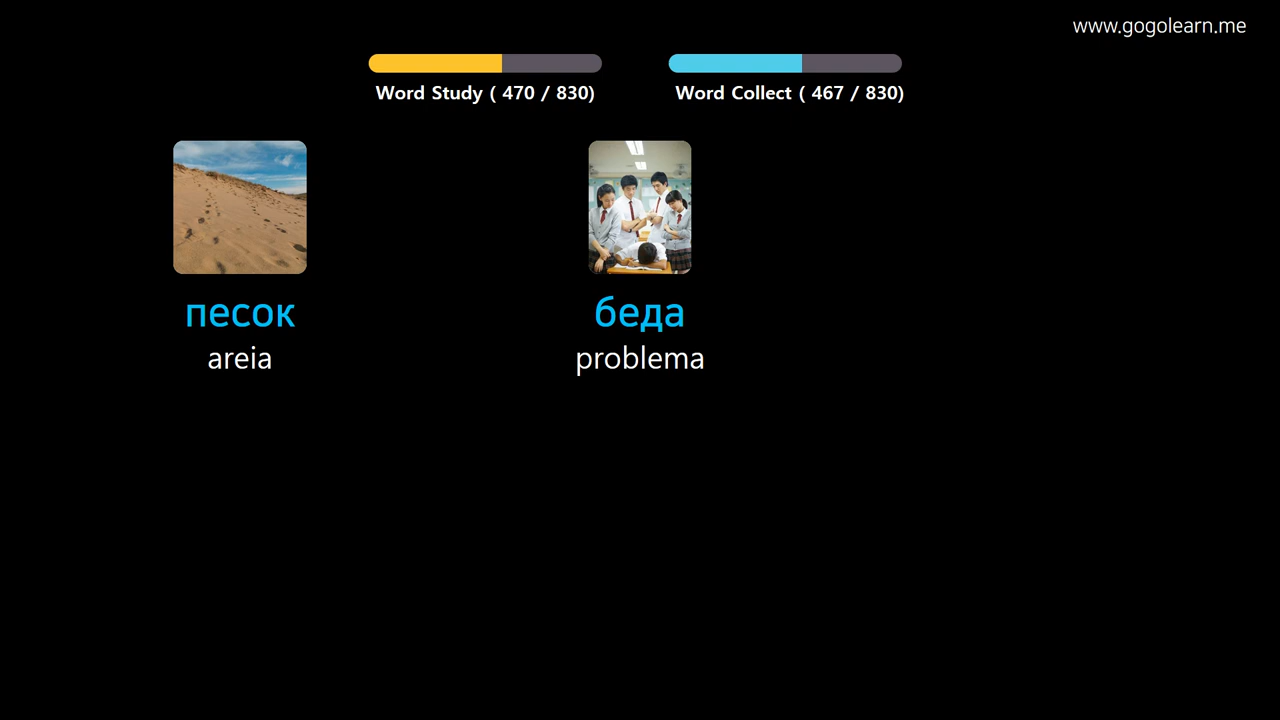 www.gogolearn.me
Word Study ( 470 / 830)
Word Collect ( 467 / 830)
песок
areia
беда
problema